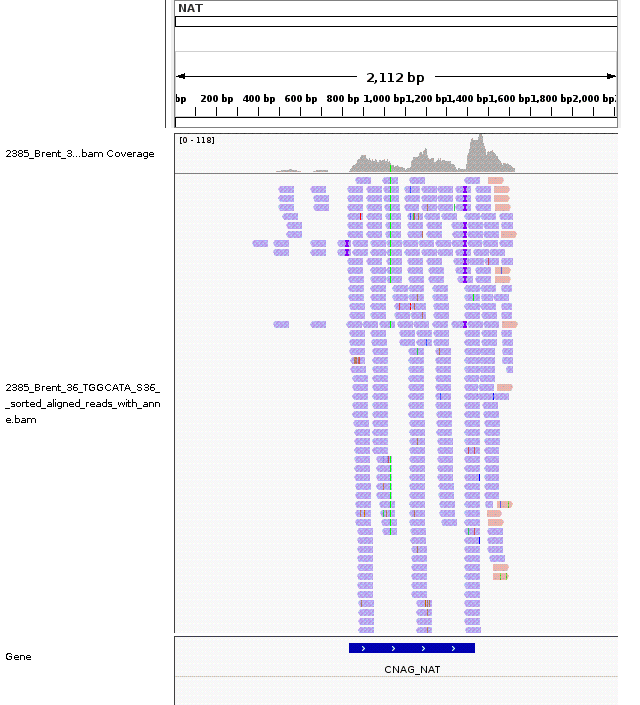 NAT
2,112 bp
bp 200 bp 400 bp 600 bp 800 bp 1,000 bp 1,200 bp 1,400 bp 1,600 bp 1,800 bp 2,000 bp
[0 - 118]
2385_Brent_3...bam Coverage
2385_Brent_36_TGGCATA_S36_
_sorted_aligned_reads_with_ann
e.bam
Gene
CNAG_NAT